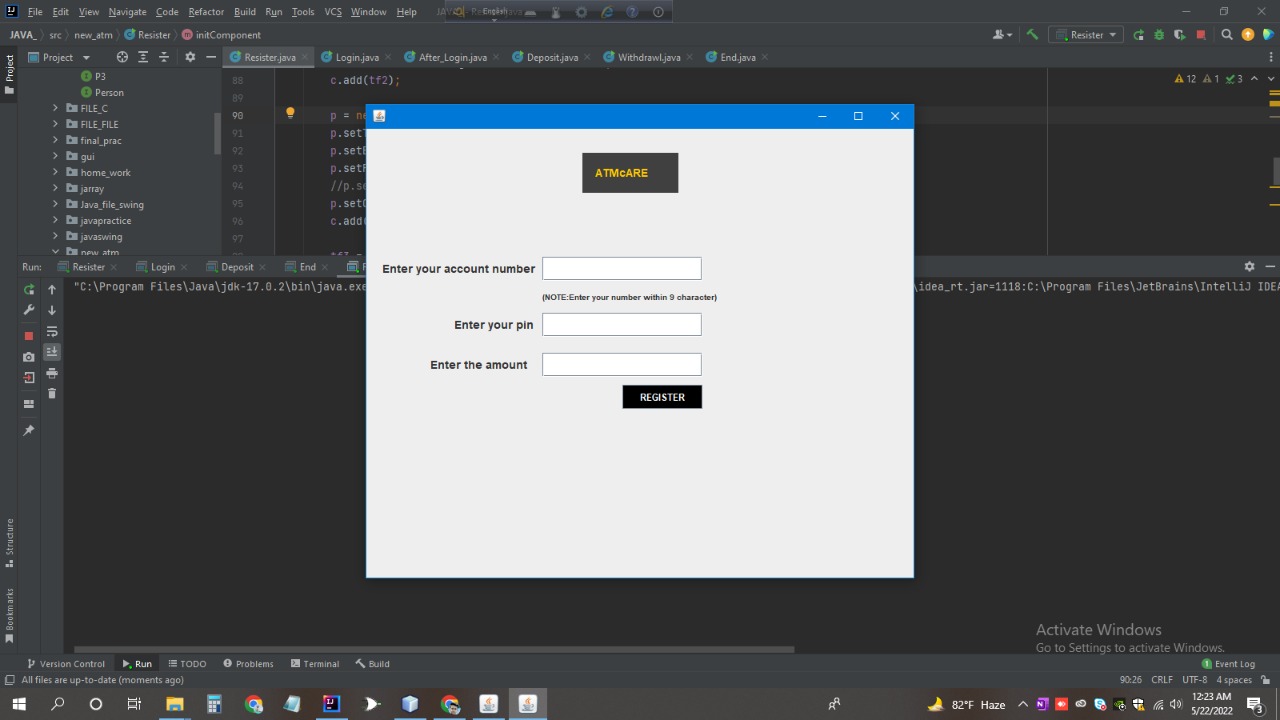 File Edit View Navigate Code Refactor Build Run Tools VCS Window Help
English
JAVA_ src new_atm Resister initComponent Resister
Project Resister.java Login.java After_Login.java Deposit.java Withdrawl.java End.java
Project
P3
Person
FILE_C
FILE_FILE
final_prac
gui
home_work
jarray
Java_file_swing
javapractice
javaswing
new_atm
88 c.add(tf2);
89
90 p = ne
91 p.set
92 p.set
93 p.set
94 //p.se
95 p.set
96 c.add(
97
12 1 3
ATMcARE
Enter your account number
(NOTE:Enter your number within 9 character)
Enter your pin
Enter the amount
REGISTER
Run: Resister Login Deposit End
"C:\Program Files\Java\jdk-17.0.2\bin\java.exe
\idea_rt.jar=1118:C:\Program Files\JetBrains\IntelliJ IDEA
Structure
Bookmarks
Activate Windows
Go to Settings to activate Windows.
Version Control Run TODO Problems Terminal Build 1 Event Log
All files are up-to-date (moments ago) 90:26 CRLF UTF-8 4 spaces
82°F Haze
12:23 AM
5/22/2022
3